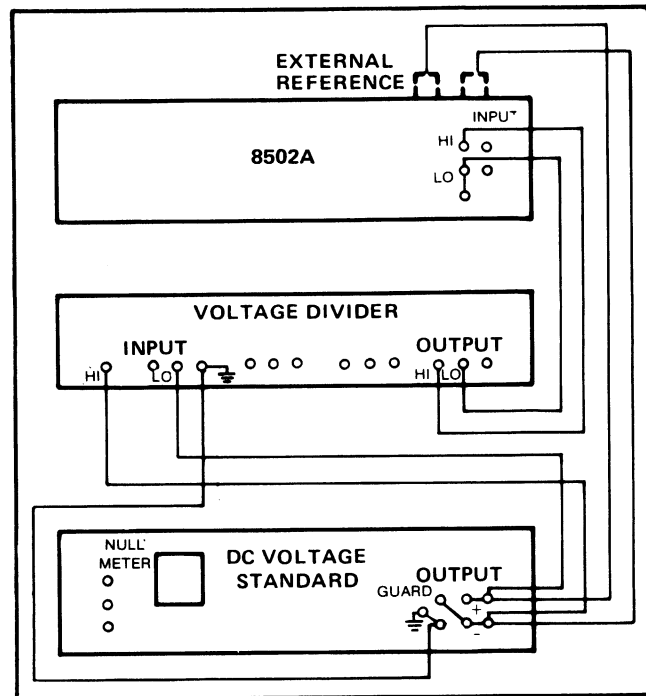 EXTERNAL
REFERENCE
INPUT
8502A
HI
LO
VOLTAGE DIVIDER
INPUT
OUTPUT
HI
LO
HI
LO
NULL
METER
DC VOLTAGE
STANDARD
OUTPUT
GUARD
+
-